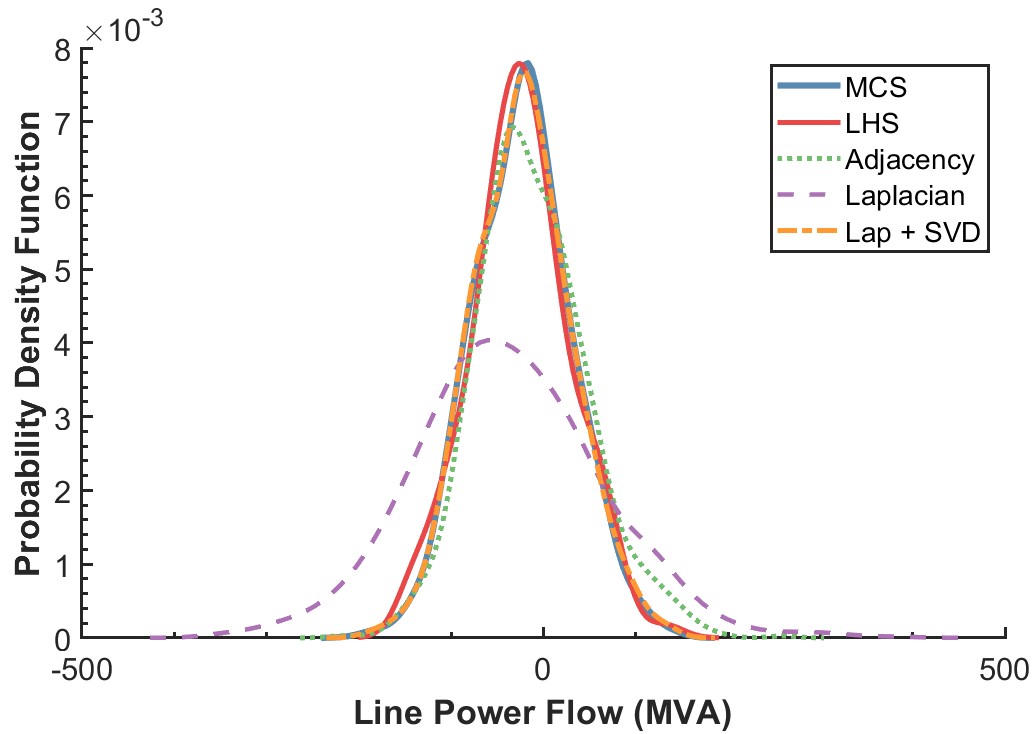 ×10-3
8
7
6
5
4
3
2
1
0
-500
0
500
Probability Density Function
Line Power Flow (MVA)
MCS
LHS
Adjacency
Laplacian
Lap + SVD